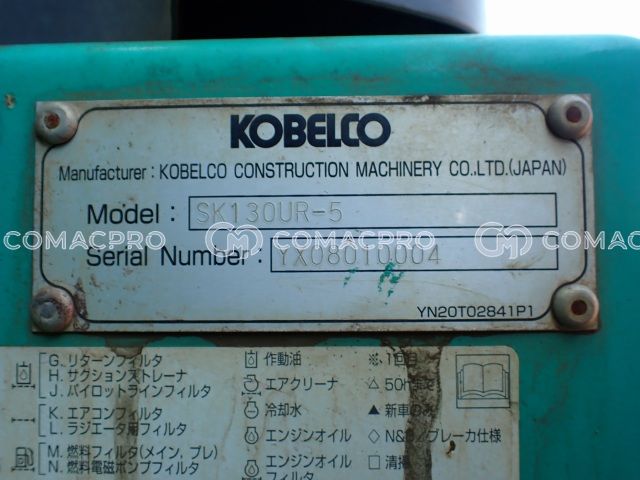 KOBELCO
Manufacturer : KOBELCO CONSTRUCTION MACHINERY CO.,LTD.(JAPAN)
Model : SK130UR-5
COMACPRO COMACPRO
Serial Number : YX08010004
YN20T02841P1
G. リターンフィルタ
H. サクションストレーナ
J. パイロットラインフィルタ
K. エアコンフィルタ
L. ラジエータ用フィルタ
M. 燃料フィルタ(メイン, プレ)
N. 燃料電磁ポンプフィルタ
作動油
エアクリーナ
冷却水
エンジンオイル
エンジンオイル
フィルタ
※ 1回目
△ 50h
▲ 新車のみ
◇ N&B ブレーカ仕様
□ 清掃